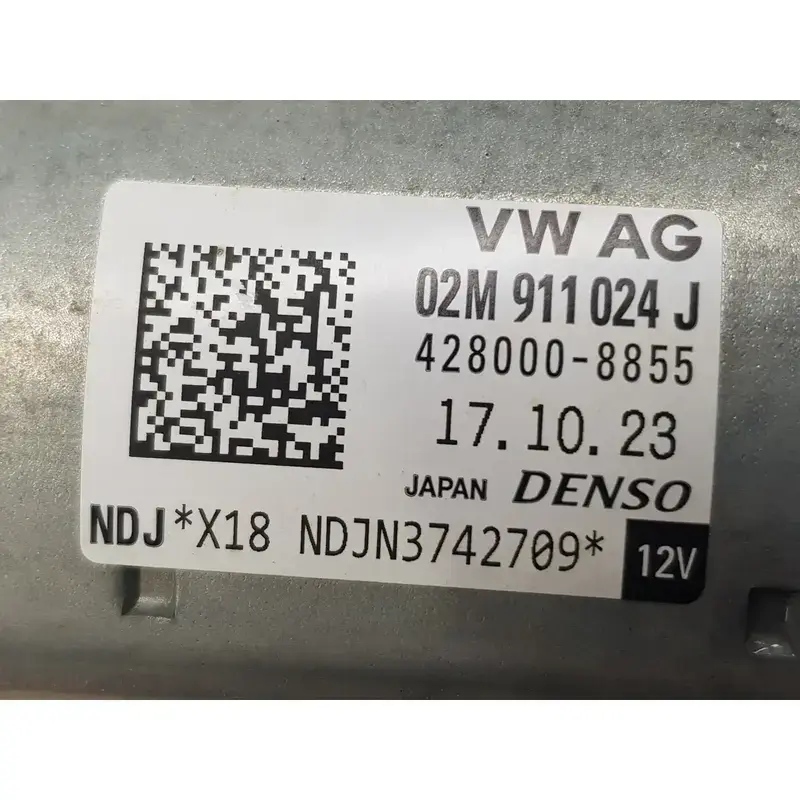 VW AG
02M 911 024 J
428000-8855
17.10.23
JAPAN DENSO
NDJ*X18 NDJN3742709* 12V